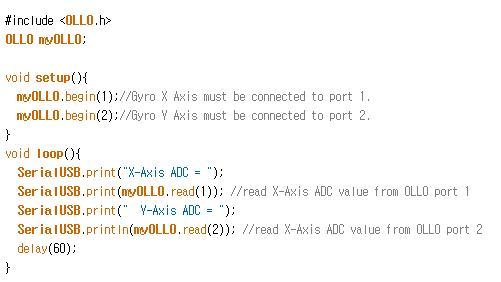 #include <OLLO.h>
OLLO myOLLO;
void setup(){
myOLLO.begin(1);//Gyro X Axis must be connected to port 1.
myOLLO.begin(2);//Gyro Y Axis must be connected to port 2.
}
void loop(){
SerialUSB.print("X-Axis ADC = ");
SerialUSB.print(myOLLO.read(1)); //read X-Axis ADC value from OLLO port 1
SerialUSB.print("  Y-Axis ADC = ");
SerialUSB.println(myOLLO.read(2)); //read X-Axis ADC value from OLLO port 2
delay(60);
}